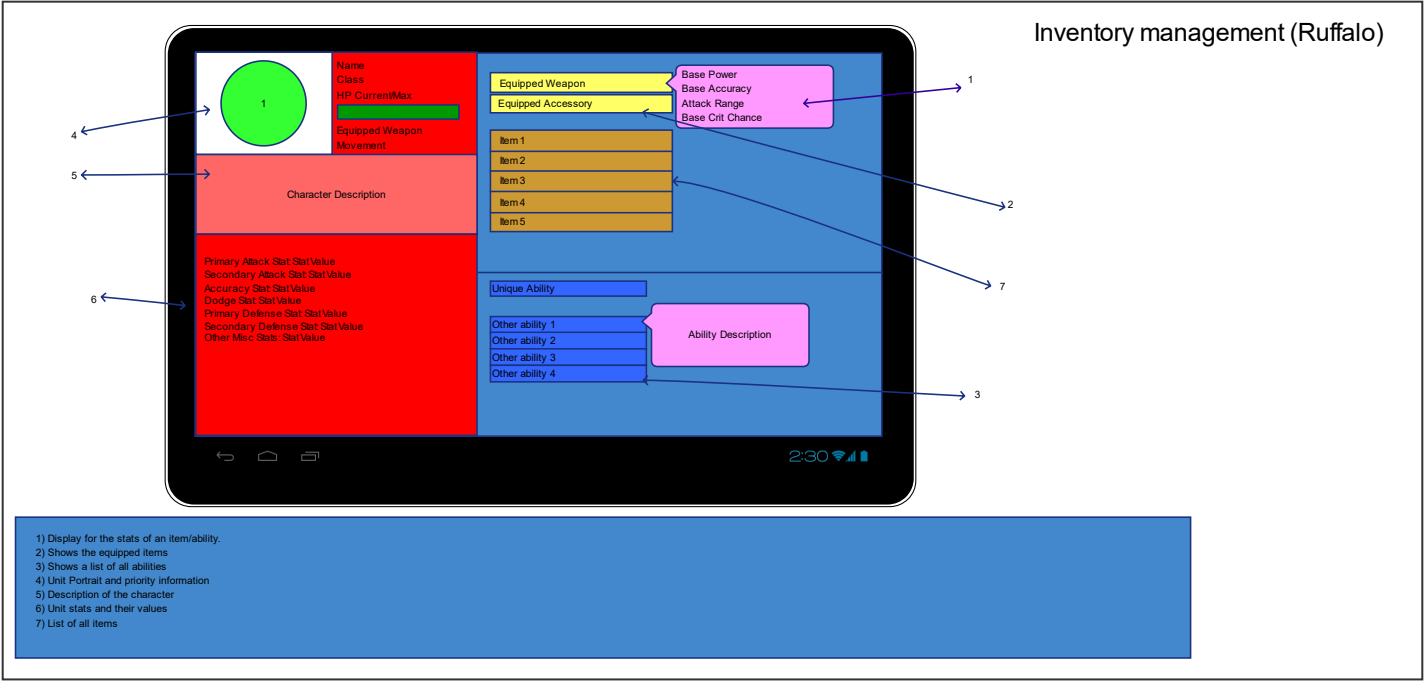 Inventory management (Ruffalo)
1
Name
Class
HP Current/Max
Equipped Weapon
Movement
Character Description
Primary Attack Stat: StatValue
Secondary Attack Stat: StatValue
Accuracy Stat: StatValue
Dodge Stat: StatValue
Primary Defense Stat: StatValue
Secondary Defense Stat: StatValue
Other Misc Stats: StatValue
Equipped Weapon
Equipped Accessory
Base Power
Base Accuracy
Attack Range
Base Crit Chance
Item 1
Item 2
Item 3
Item 4
Item 5
Unique Ability
Other ability 1
Other ability 2
Other ability 3
Other ability 4
Ability Description
2:30
4
5
6
1
2
7
3
1) Display for the stats of an item/ability.
2) Shows the equipped items
3) Shows a list of all abilities
4) Unit Portrait and priority information
5) Description of the character
6) Unit stats and their values
7) List of all items